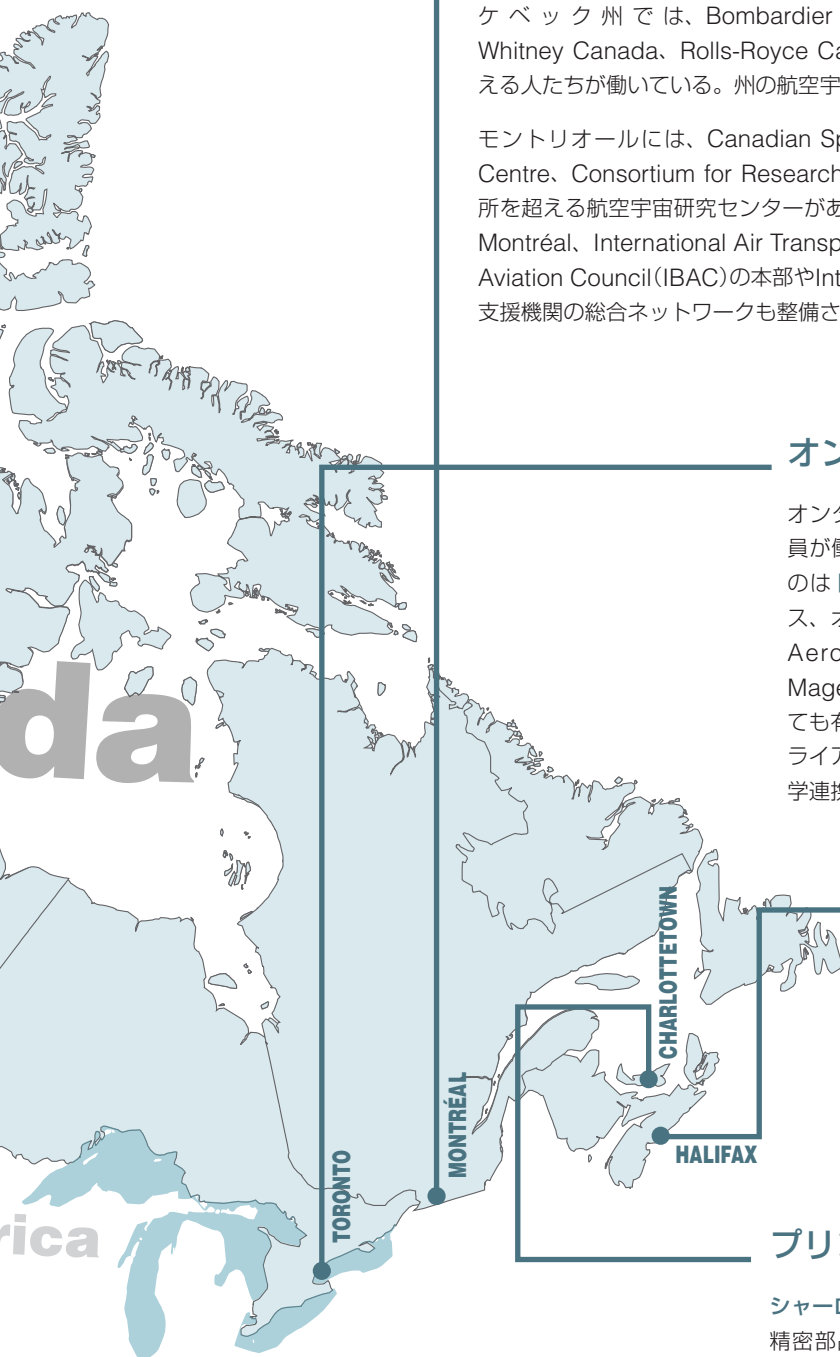 ケベック州では、Bombardier
Whitney Canada、Rolls-Royce Ca
える人たちが働いている。州の航空宇
モントリオールには、Canadian Sp
Centre、Consortium for Research
所を超える航空宇宙研究センターがあ
Montréal、International Air Transp
Aviation Council(IBAC)の本部やInt
支援機関の総合ネットワークも整備さ
オン
オンタ
員が働
のはト
ス、オ
Aero
Mage
ても有
ライア
学連携
da
CHARLOTTETOWN
MONTRÉAL
HALIFAX
TORONTO
rica
プリン
シャーロ
精密部品